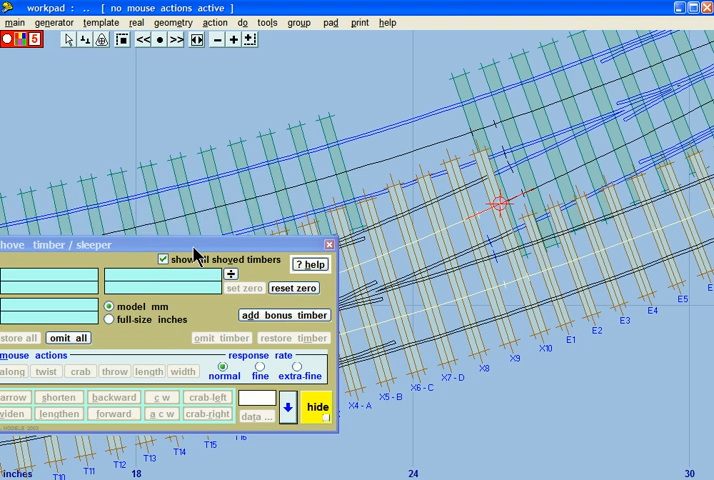 workpad : .. [ no mouse actions active ]
main generator template real geometry action do tools group pad print help
5 << >>
hove timber / sleeper
show all shoved timbers
? help
÷
set zero reset zero
model mm
full-size inches
add bonus timber
store all omit all omit timber restore timber
mouse actions response rate
along twist crab throw length width
normal fine extra-fine
arrow shorten backward c w crab-left
widen lengthen forward a c w crab-right
data ... hide
T10 T11 T12 T13 T14 T15 T16
X4 - A X5 - B X6 - C X7 - D X8 X9 X10 E1 E2 E3 E4 E5
inches 18 24 30